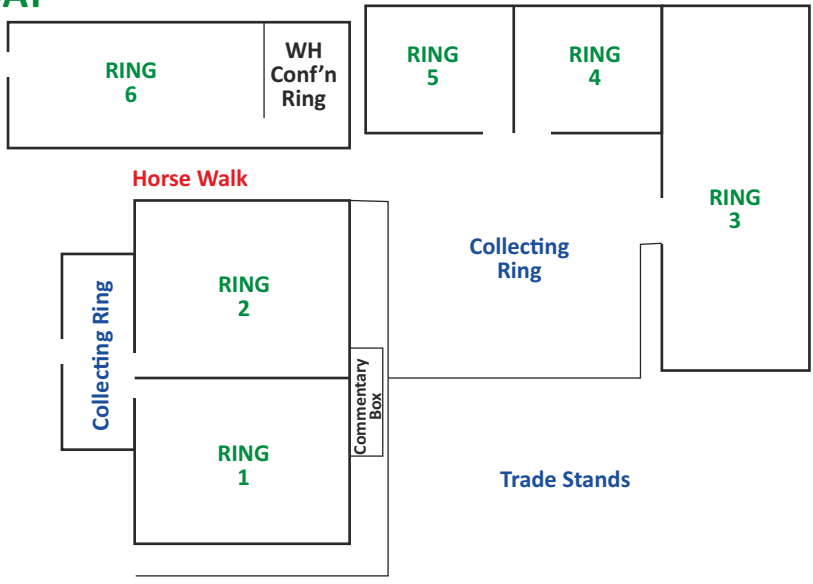 RING
6
WH
Conf'n
Ring
RING
5
RING
4
RING
3
Horse Walk
Collecting
Ring
RING
2
Collecting Ring
Commentary
Box
RING
1
Trade Stands